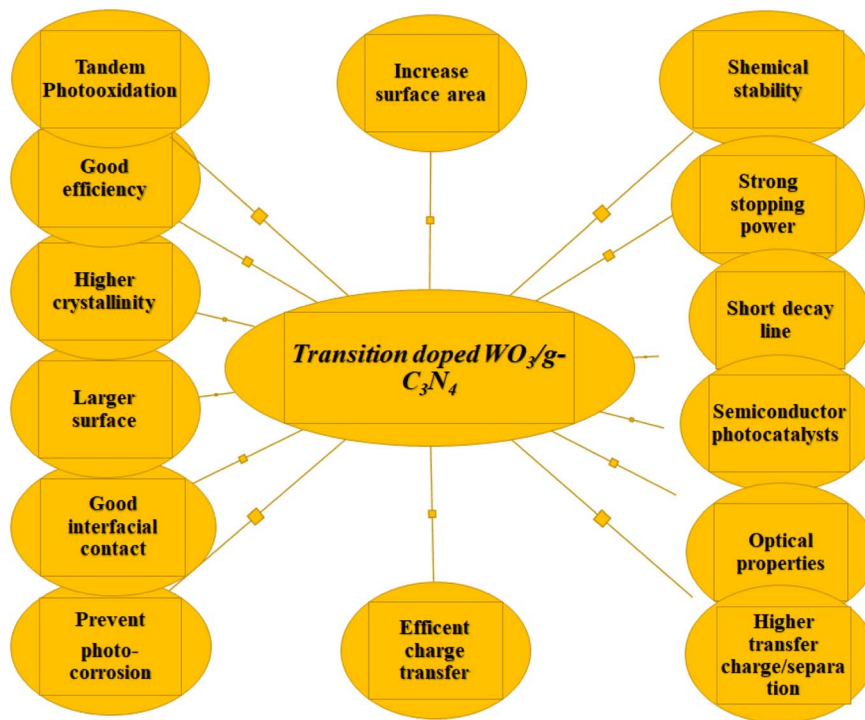 Tandem
Photooxidation
Good
efficiency
Higher
crystallinity
Larger
surface
Good
interfacial
contact
Prevent
photo-
corrosion
Increase
surface area
Transition doped WO₃/g-
C₃N₄
Efficent
charge
transfer
Shemical
stability
Strong
stopping
power
Short decay
line
Semiconductor
photocatalysts
Optical
properties
Higher
transfer
charge/separa
tion